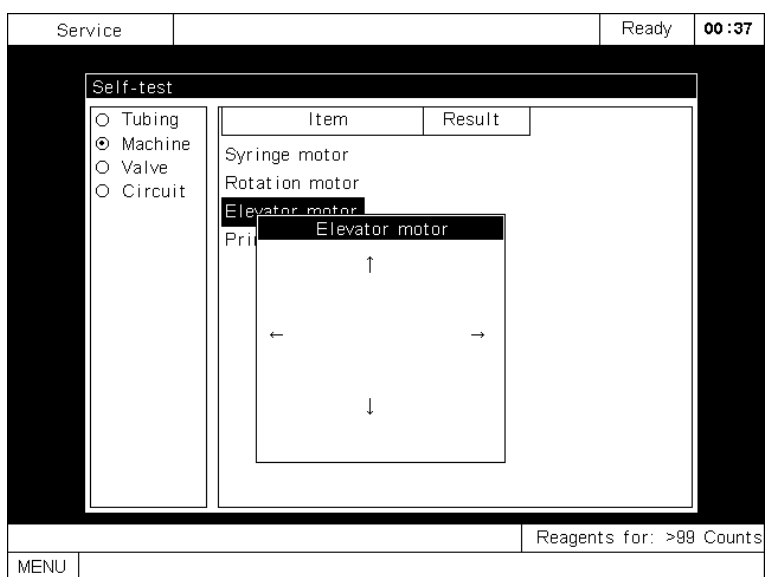 Service Ready 00:37
Self-test
Tubing
Machine
Valve
Circuit
Item Result
Syringe motor
Rotation motor
Elevator motor
Elevator motor
↑
← →
↓
Reagents for: >99 Counts
MENU